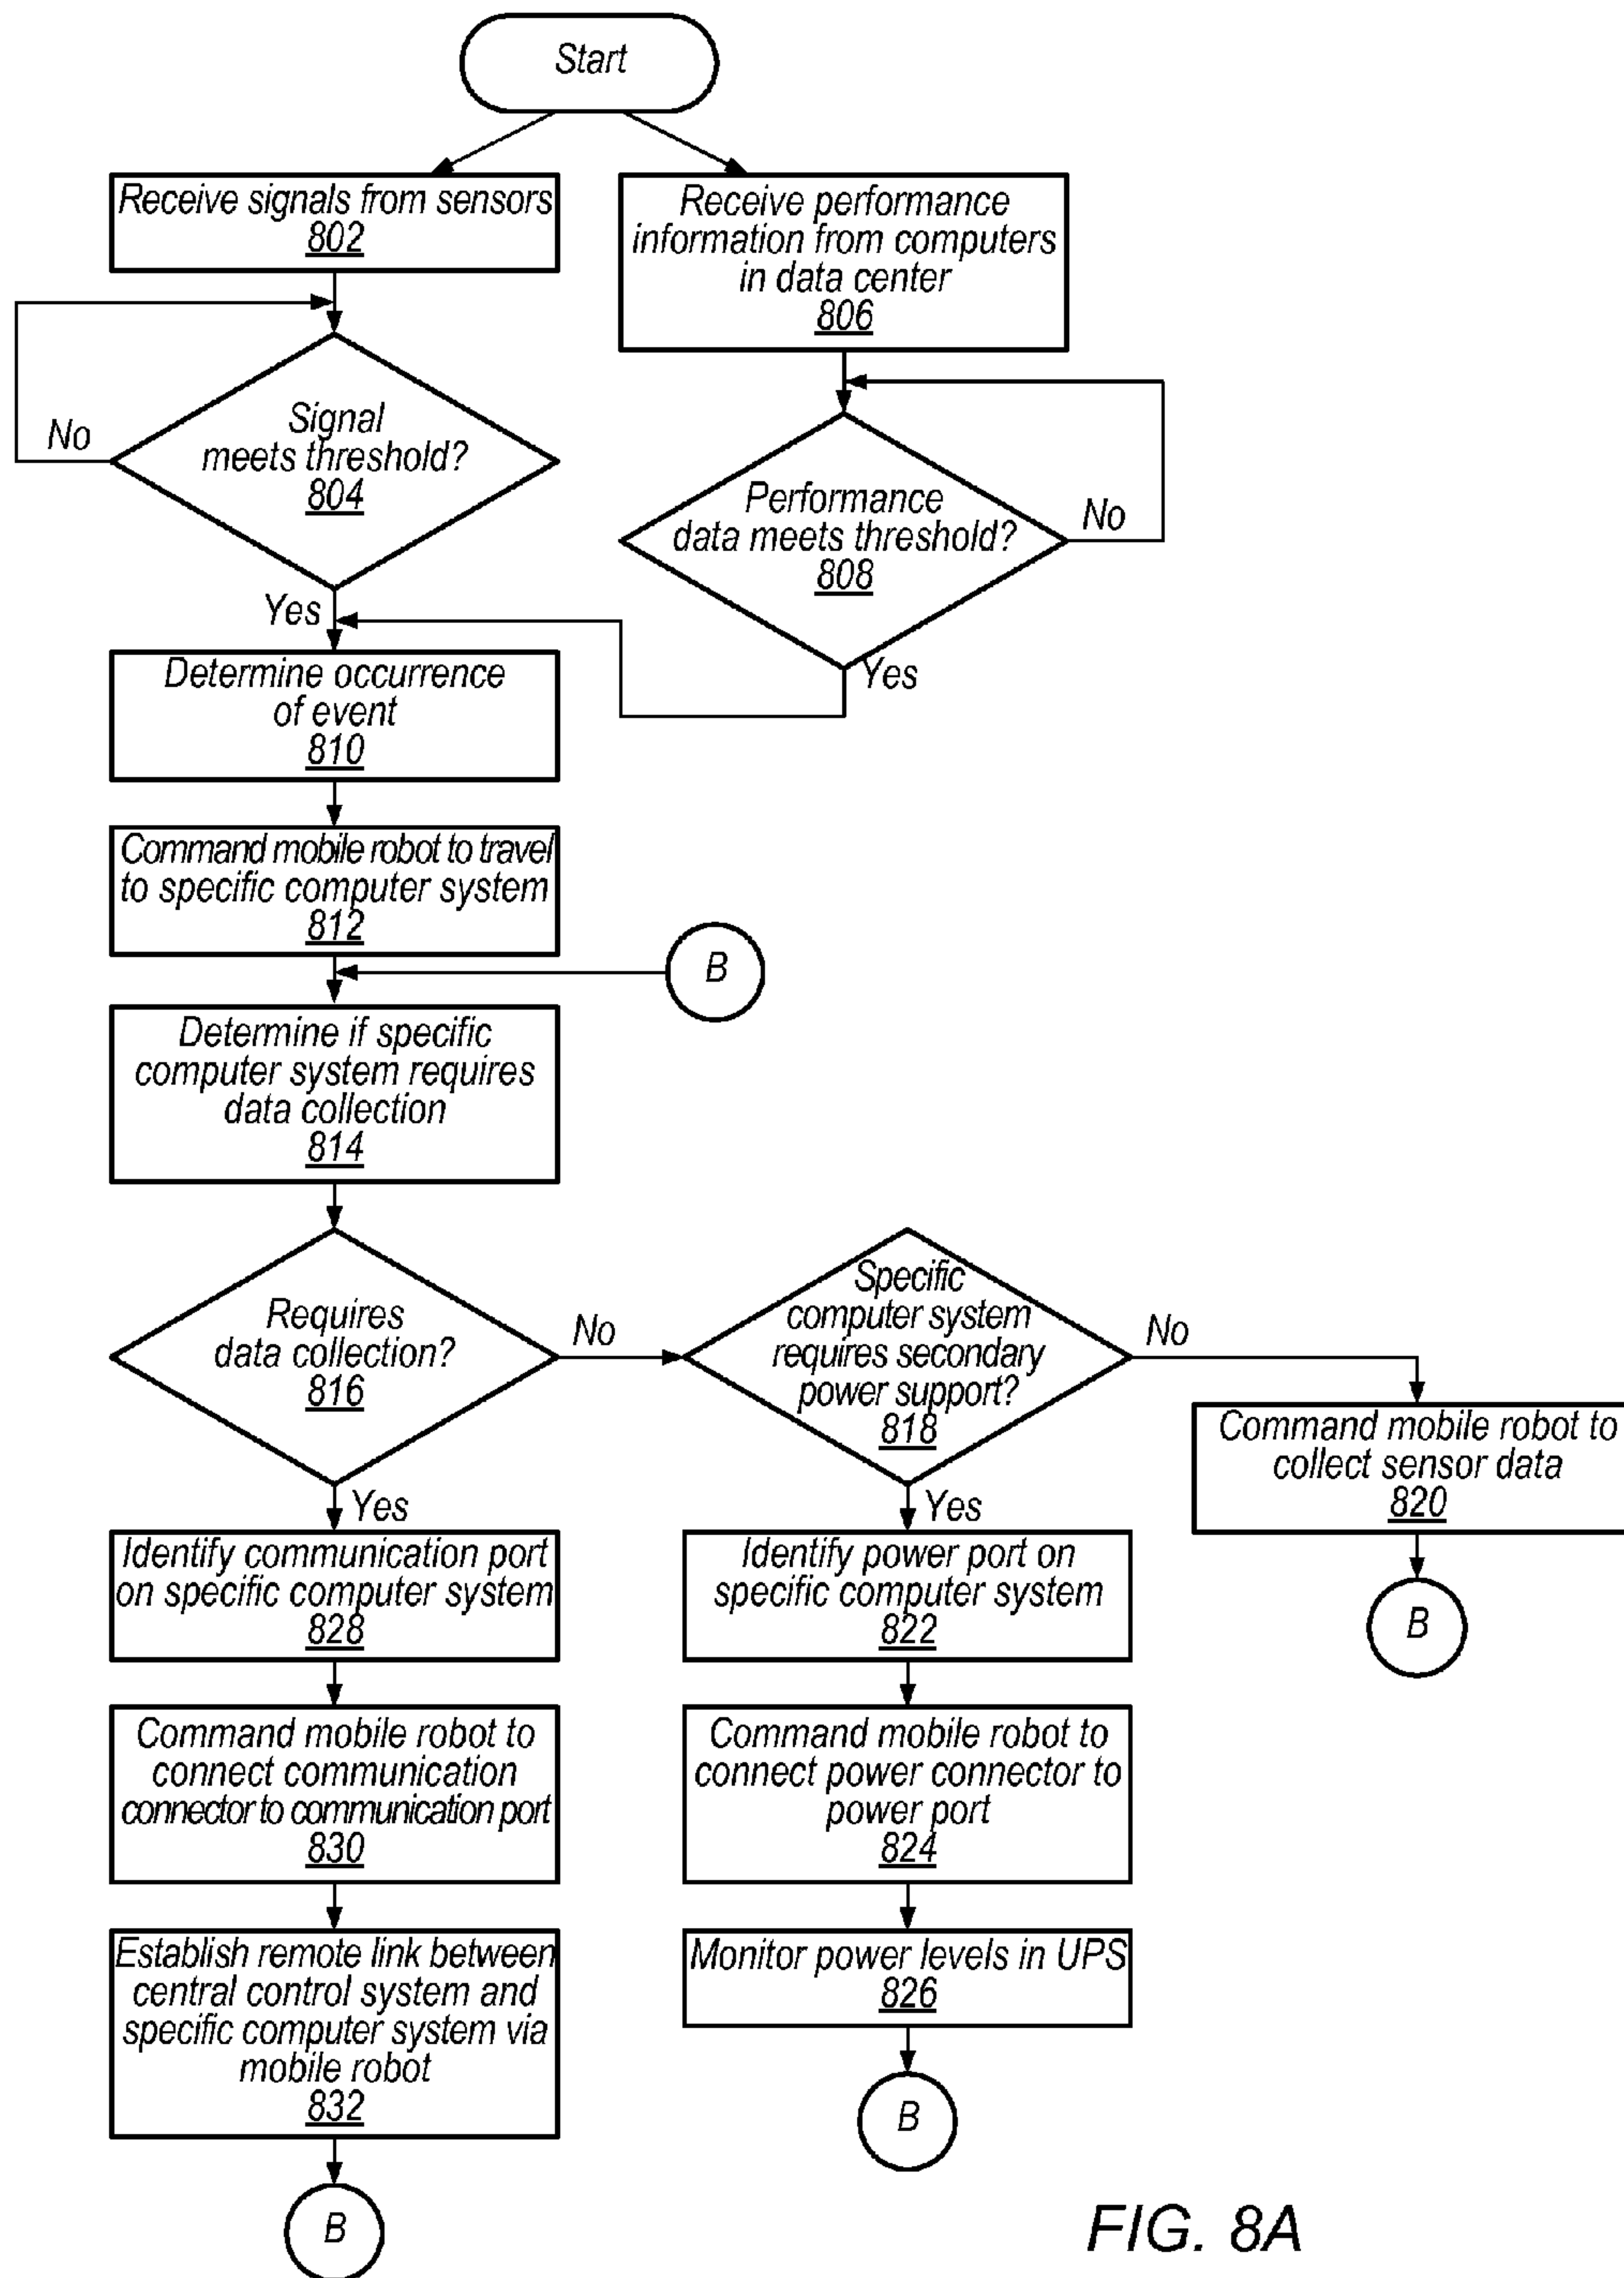 Start
Receive signals from sensors
802
Receive performance
information from computers
in data center
806
Signal
meets threshold?
804
No
Performance
data meets threshold?
808
No
Yes
Yes
Determine occurrence
of event
810
Command mobile robot to travel
to specific computer system
812
B
Determine if specific
computer system requires
data collection
814
Requires
data collection?
816
No
Specific
computer system
requires secondary
power support?
818
No
Command mobile robot to
collect sensor data
820
B
Yes
Identify communication port
on specific computer system
828
Yes
Identify power port on
specific computer system
822
Command mobile robot to
connect communication
connector to communication port
830
Command mobile robot to
connect power connector to
power port
824
Establish remote link between
central control system and
specific computer system via
mobile robot
832
Monitor power levels in UPS
826
B
B
FIG. 8A